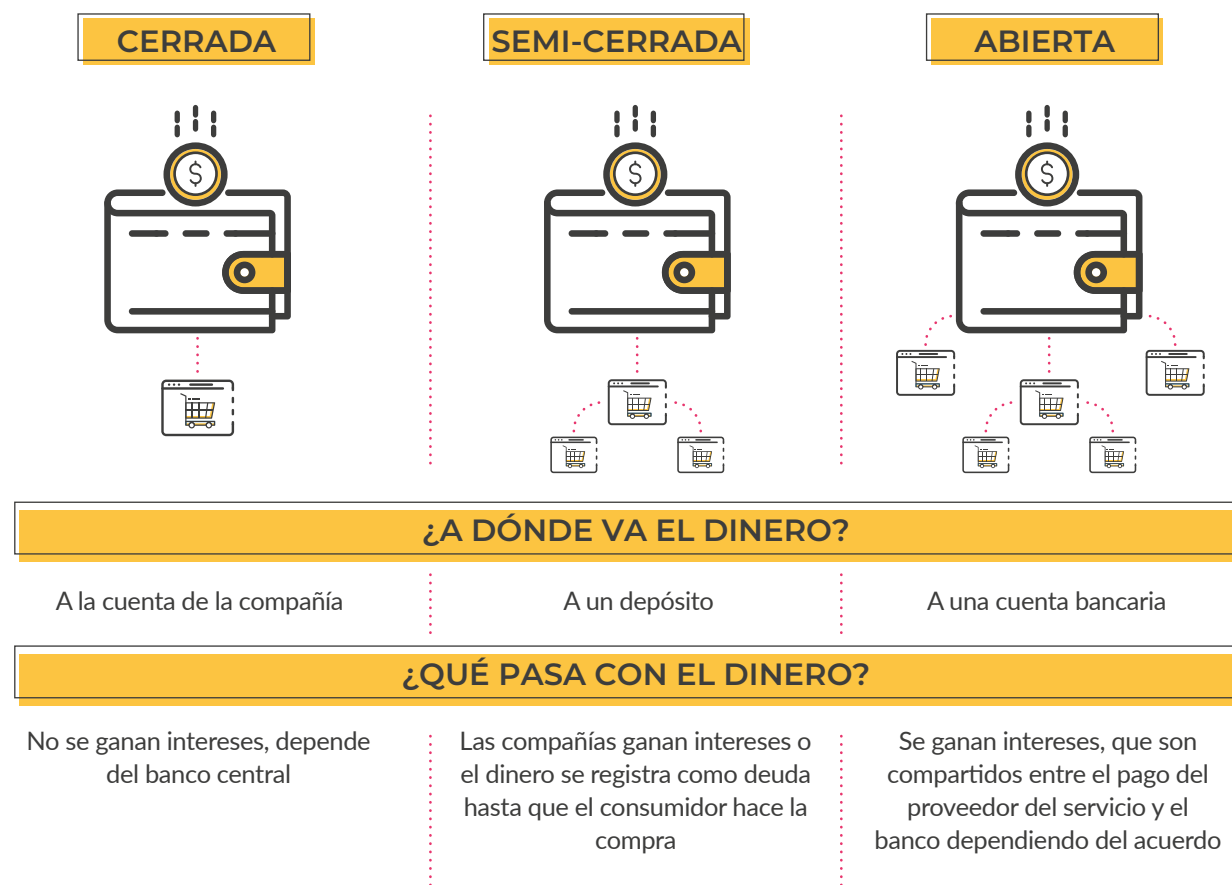 CERRADA
SEMI-CERRADA
ABIERTA
$
$
$
¿A DÓNDE VA EL DINERO?
A la cuenta de la compañía
A un depósito
A una cuenta bancaria
¿QUÉ PASA CON EL DINERO?
No se ganan intereses, depende
del banco central
Las compañías ganan intereses o
el dinero se registra como deuda
hasta que el consumidor hace la
compra
Se ganan intereses, que son
compartidos entre el pago del
proveedor del servicio y el
banco dependiendo del acuerdo